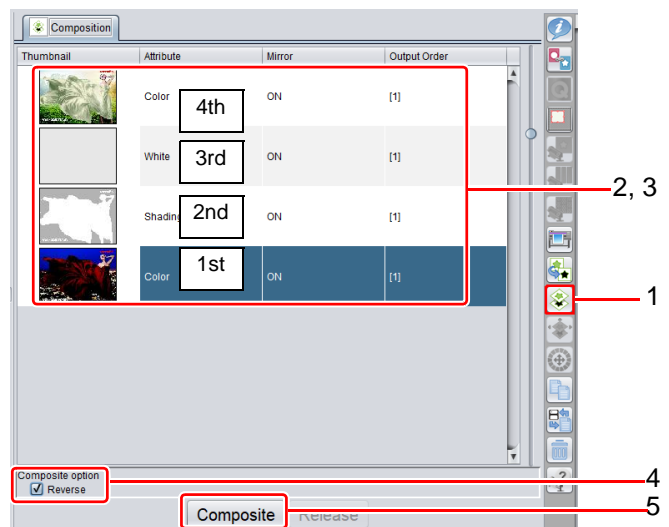 Composition
Thumbnail Attribute Mirror Output Order
Color 4th ON [1]
White 3rd ON [1]
2, 3
Shading 2nd ON [1]
1st
Color ON [1]
1
Composite option
4
Reverse
Composite Release
5